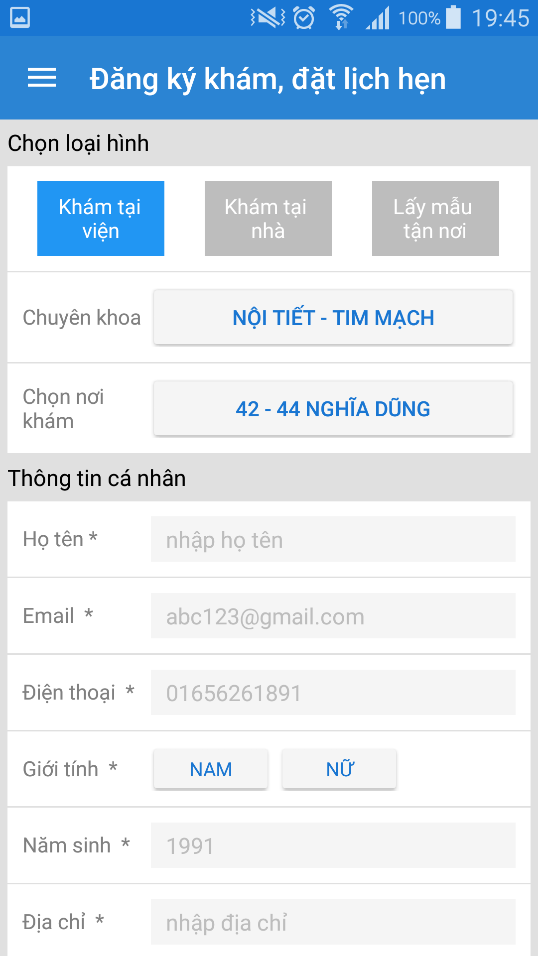 100% 19:45
Đăng ký khám, đặt lịch hẹn
Chọn loại hình
Khám tại
viện
Khám tại
nhà
Lấy mẫu
tận nơi
Chuyên khoa
NỘI TIẾT - TIM MẠCH
Chọn nơi
khám
42 - 44 NGHĨA DŨNG
Thông tin cá nhân
Họ tên *
nhập họ tên
Email *
abc123@gmail.com
Điện thoại *
01656261891
Giới tính *
NAM
NỮ
Năm sinh *
1991
Địa chỉ *
nhập địa chỉ